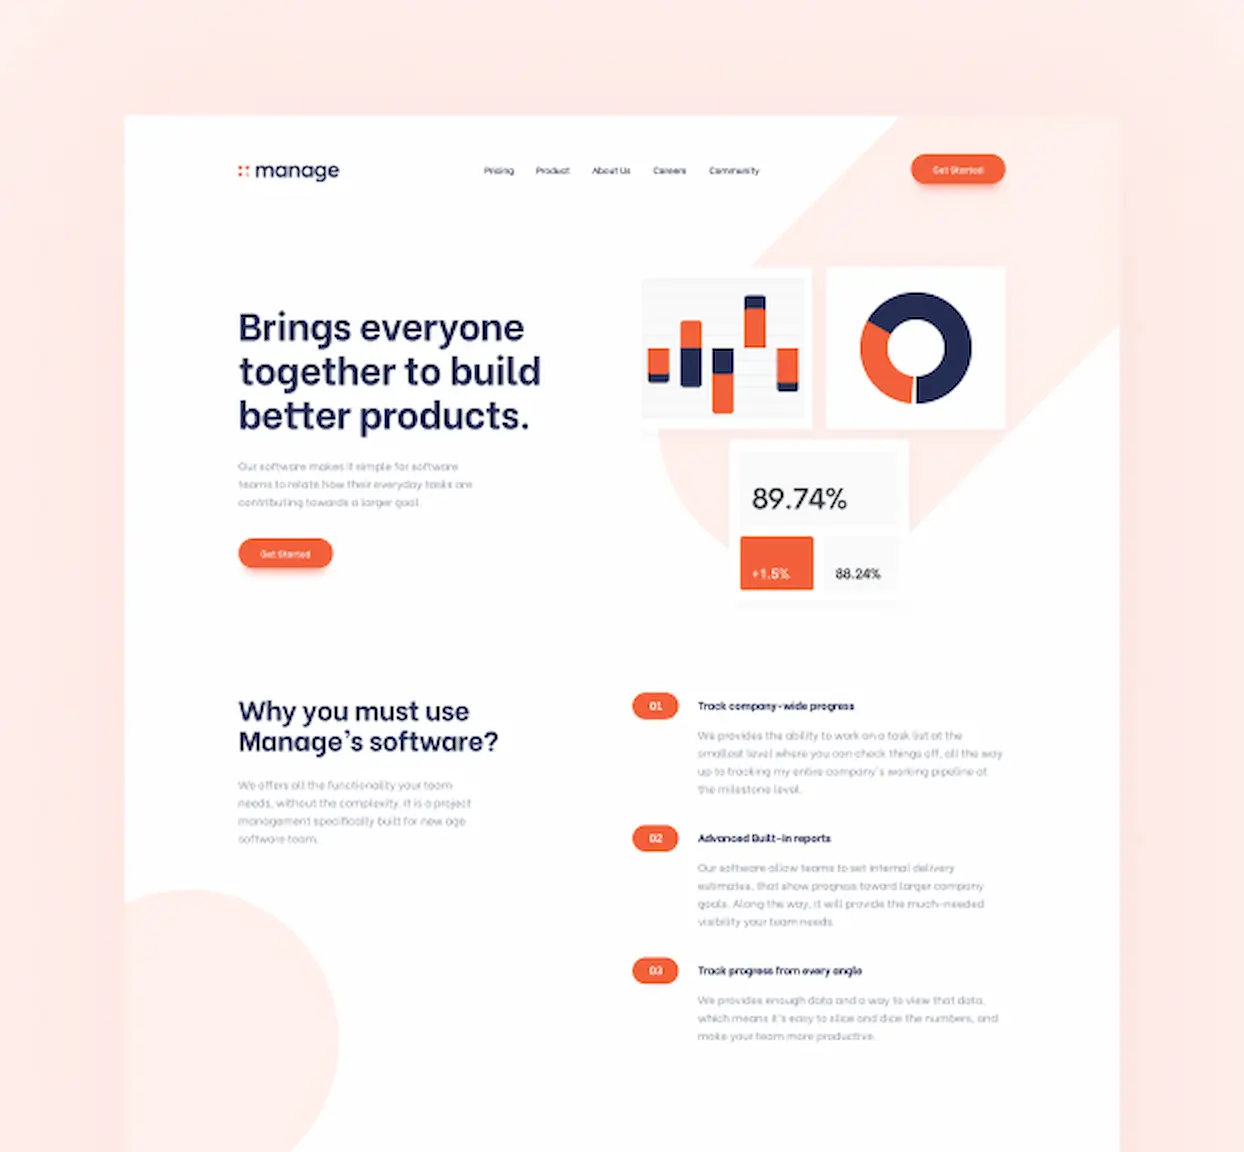 manage
Pricing Product About Us Careers Community
Get Started
Brings everyone
together to build
better products.
Our software makes it simple for software
teams to relate how their everyday tasks are
contributing towards a larger goal.
Get Started
89.74%
+1.5% 88.24%
Why you must use
Manage's software?
We offers all the functionality your team
needs, without the complexity. It is a project
management specifically built for new age
software team.
01 Track company-wide progress
We provides the ability to work on a task list at the
smallest level where you can check things off, all the way
up to tracking my entire company's working pipeline at
the milestone level.
02 Advanced Built-in reports
Our software allow teams to set internal delivery
estimates, that show progress toward larger company
goals. Along the way, it will provide the much-needed
visibility your team needs.
03 Track progress from every angle
We provides enough data and a way to view that data,
which means it's easy to slice and dice the numbers, and
make your team more productive.